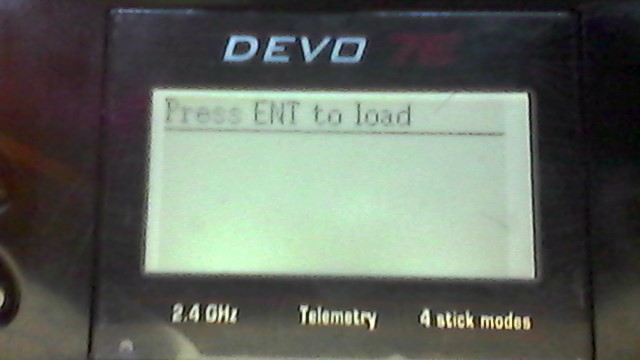 DEVO 7E
Press ENT to load
2.4 GHz
Telemetry
4 stick modes